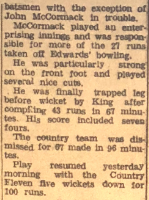 batsmen with the exception of
John McCormack in trouble.
McCormack played an enter-
prising innings and was respon-
sible for more of the 27 runs
taken off Edwards' bowling.
He was particularly strong
on the front foot and played
several nice cuts.
He was finally trapped leg
before wicket by King after
compiling 43 runs in 67 minu-
tes. His score included seven
fours.
The country team was dis-
missed for 67 made in 96 minu-
tes.
Play resumed yesterday
morning with the Country
Eleven five wickets down for
100 runs.